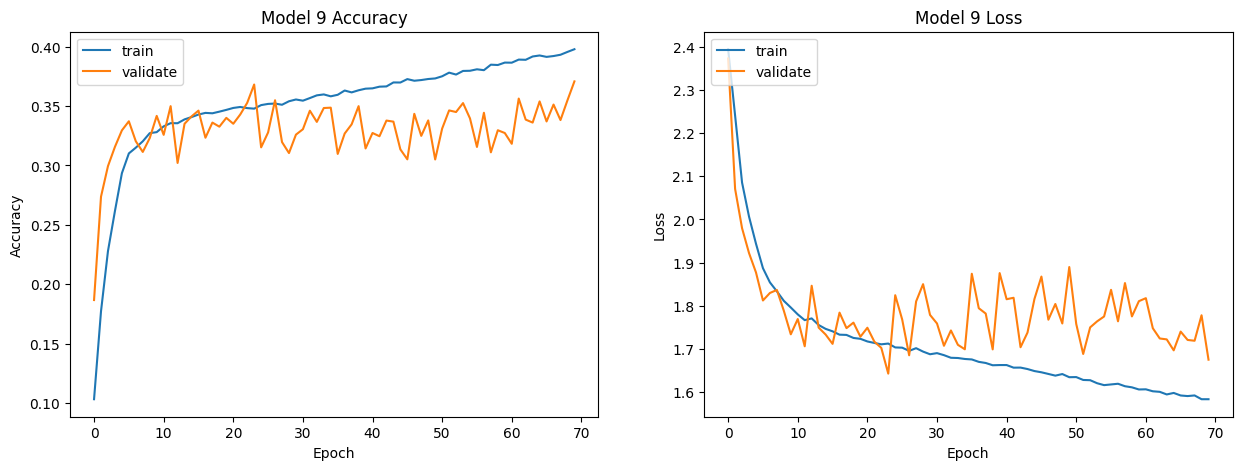 Model 9 Accuracy
train
validate
0.40
0.35
0.30
0.25
0.20
0.15
0.10
Accuracy
0 10 20 30 40 50 60 70
Epoch
Model 9 Loss
train
validate
2.4
2.3
2.2
2.1
2.0
1.9
1.8
1.7
1.6
Loss
0 10 20 30 40 50 60 70
Epoch